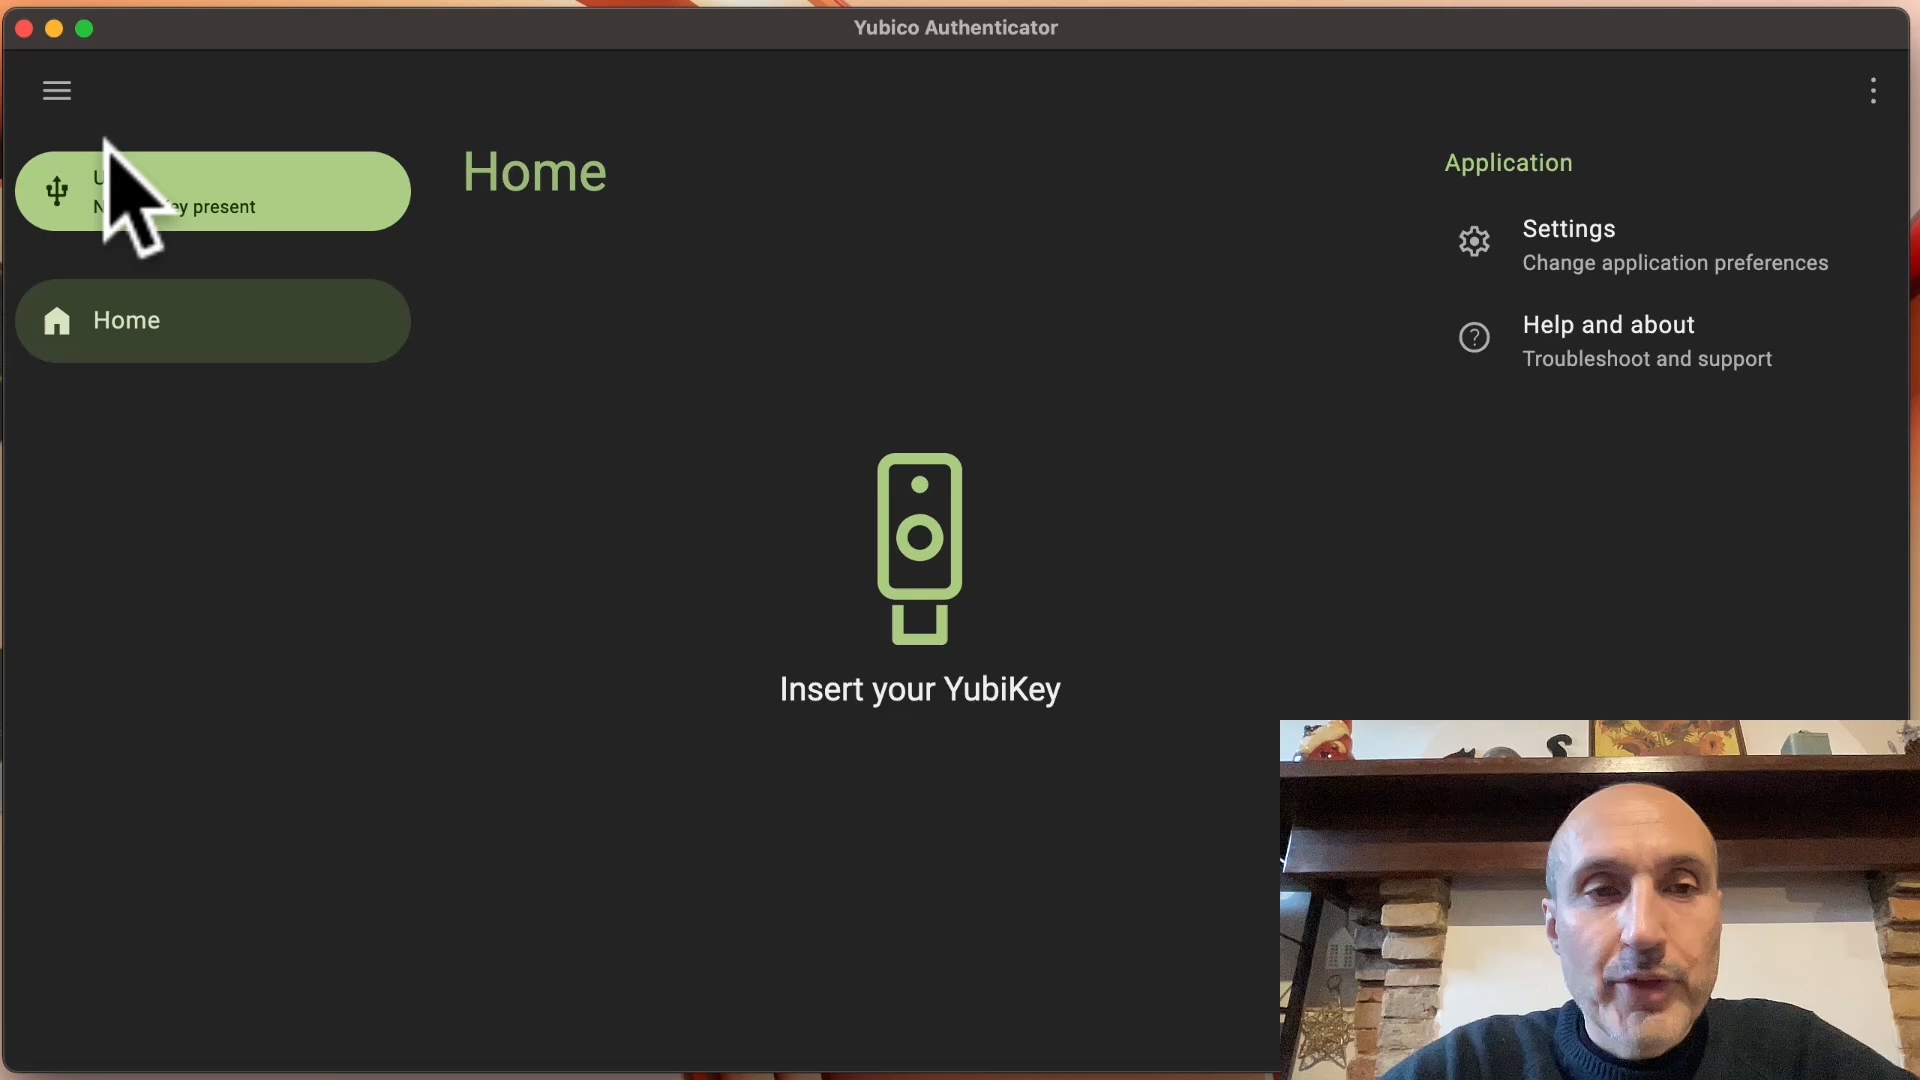 Yubico Authenticator
U
N ey present
Home
Home
Insert your YubiKey
Application
Settings
Change application preferences
Help and about
Troubleshoot and support